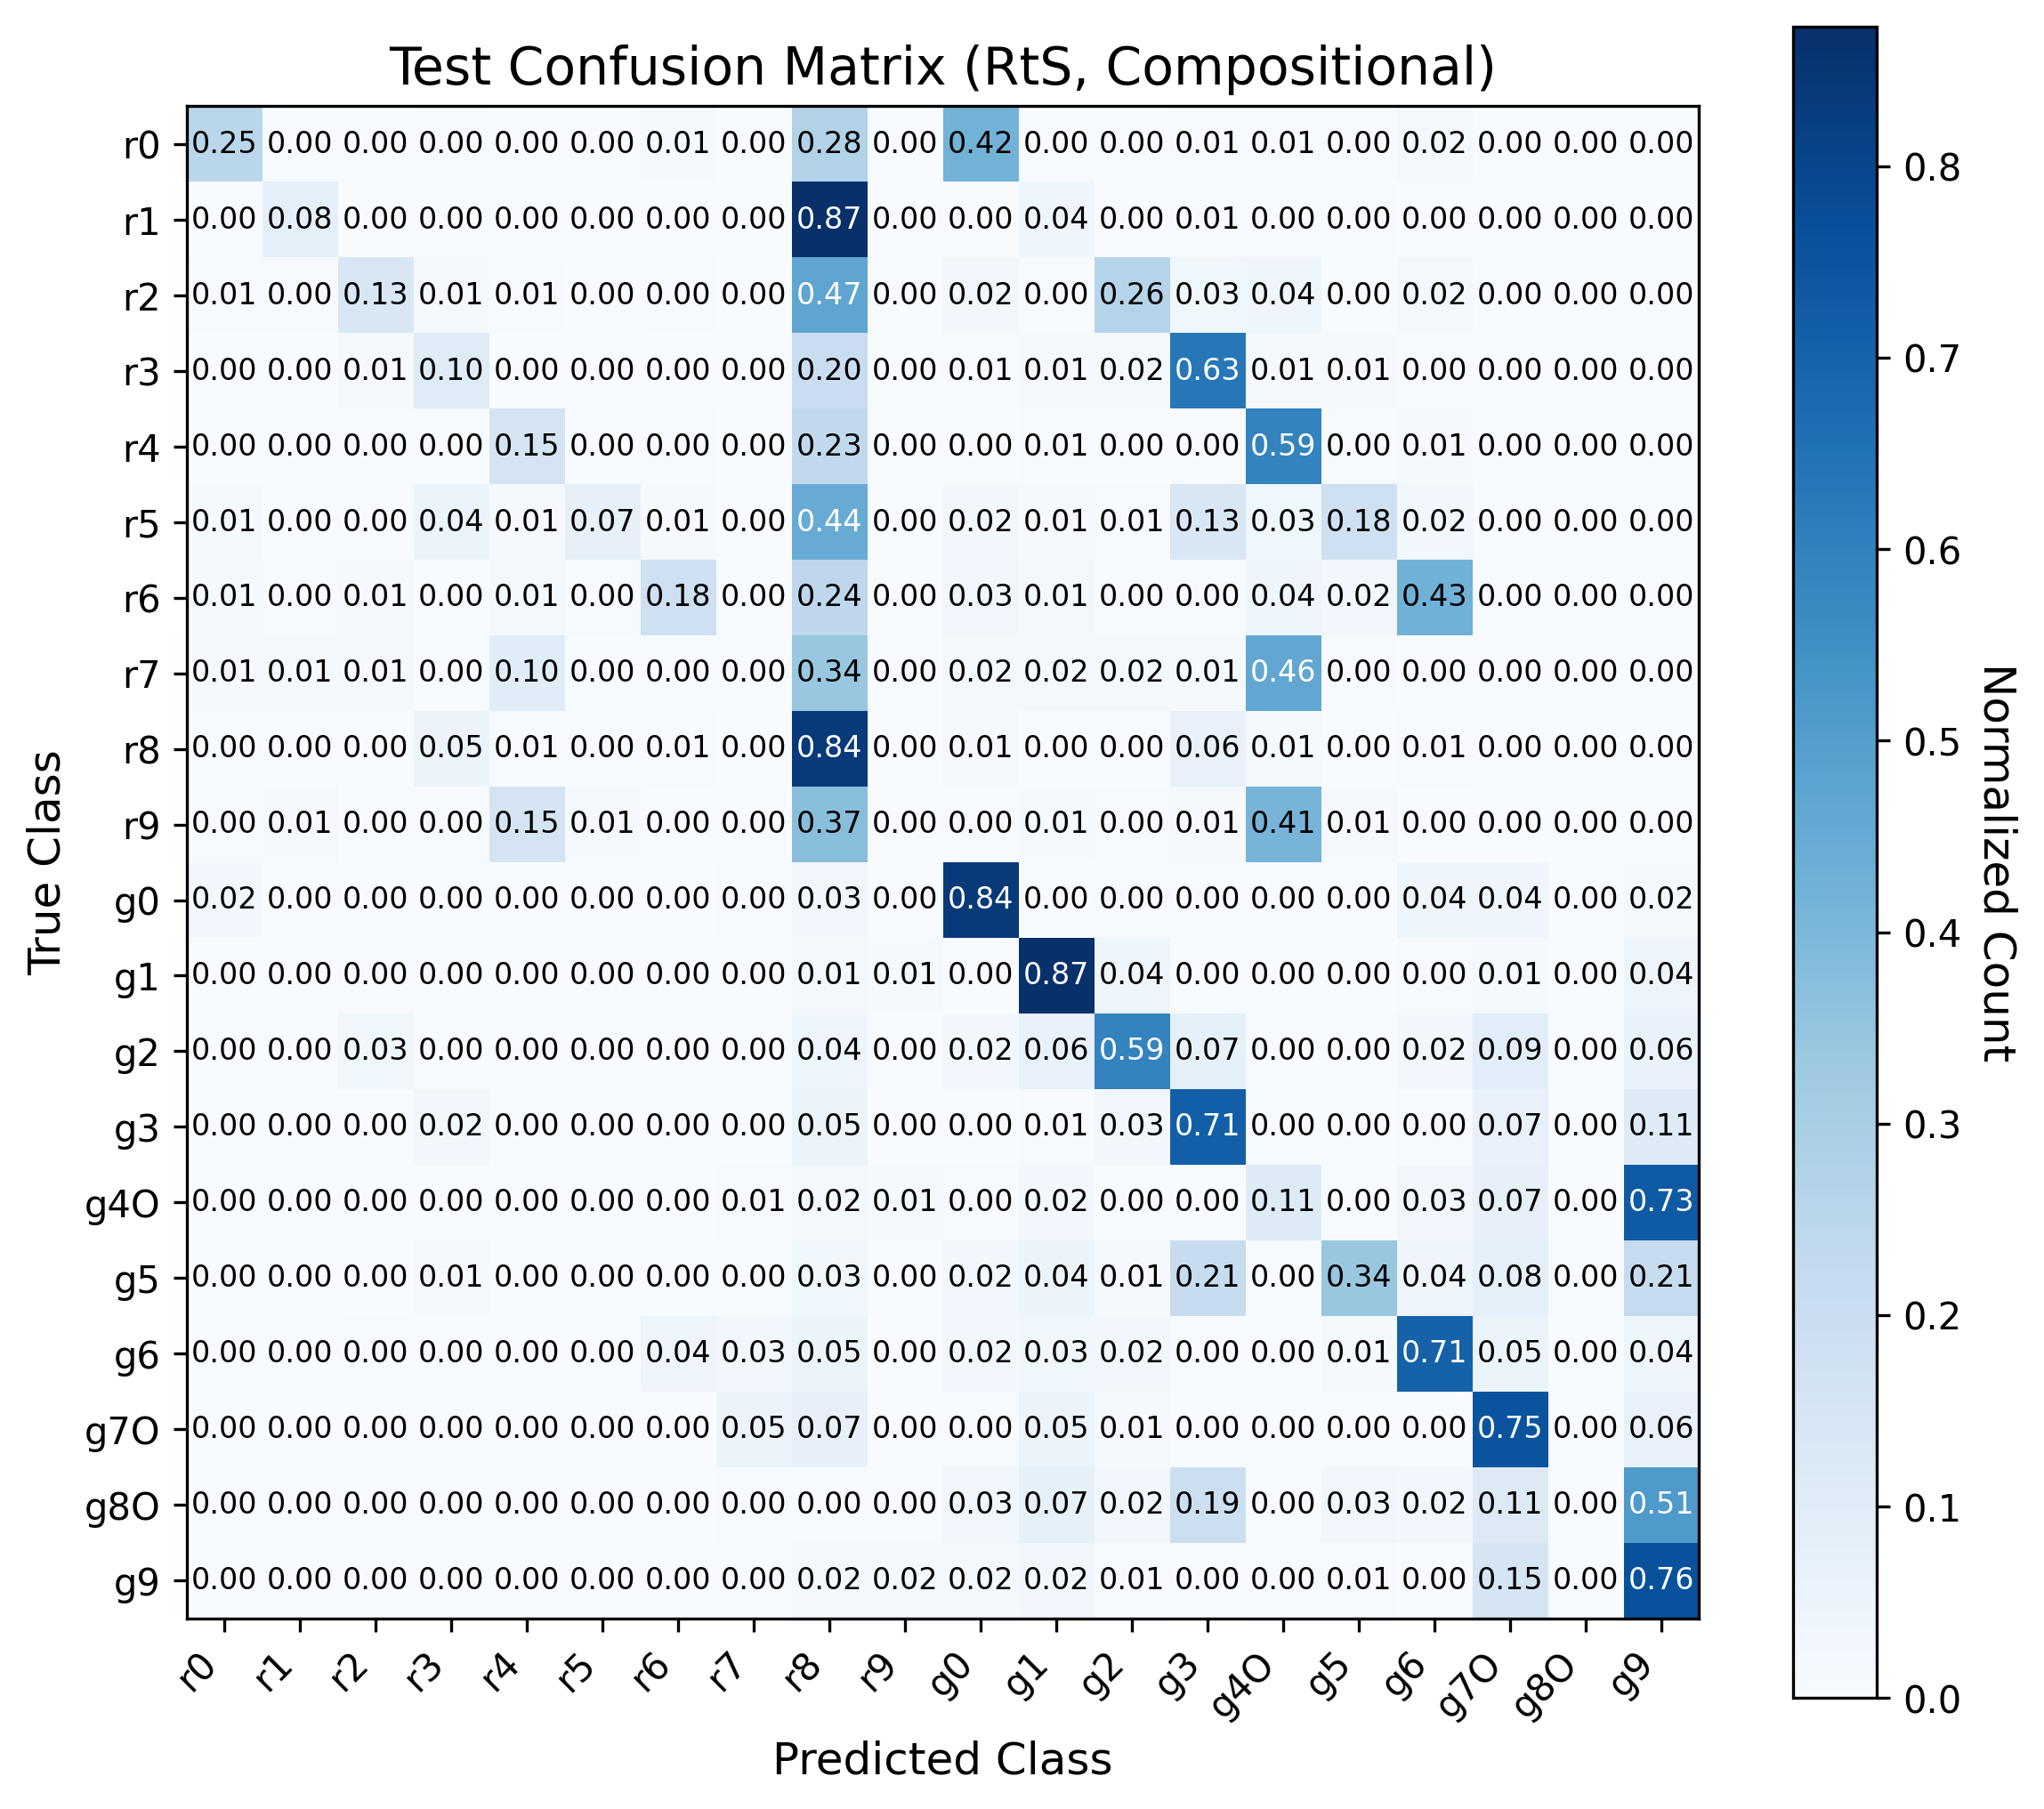 Test Confusion Matrix (RtS, Compositional)
r0 0.25 0.00 0.00 0.00 0.00 0.00 0.01 0.00 0.28 0.00 0.42 0.00 0.00 0.01 0.01 0.00 0.02 0.00 0.00 0.00
r1 0.00 0.08 0.00 0.00 0.00 0.00 0.00 0.00 0.87 0.00 0.00 0.04 0.00 0.01 0.00 0.00 0.00 0.00 0.00 0.00
r2 0.01 0.00 0.13 0.01 0.01 0.00 0.00 0.00 0.47 0.00 0.02 0.00 0.26 0.03 0.04 0.00 0.02 0.00 0.00 0.00
r3 0.00 0.00 0.01 0.10 0.00 0.00 0.00 0.00 0.20 0.00 0.01 0.01 0.02 0.63 0.01 0.01 0.00 0.00 0.00 0.00
r4 0.00 0.00 0.00 0.00 0.15 0.00 0.00 0.00 0.23 0.00 0.00 0.01 0.00 0.00 0.59 0.00 0.01 0.00 0.00 0.00
r5 0.01 0.00 0.00 0.04 0.01 0.07 0.01 0.00 0.44 0.00 0.02 0.01 0.01 0.13 0.03 0.18 0.02 0.00 0.00 0.00
r6 0.01 0.00 0.01 0.00 0.01 0.00 0.18 0.00 0.24 0.00 0.03 0.01 0.00 0.00 0.04 0.02 0.43 0.00 0.00 0.00
r7 0.01 0.01 0.01 0.00 0.10 0.00 0.00 0.00 0.34 0.00 0.02 0.02 0.02 0.01 0.46 0.00 0.00 0.00 0.00 0.00
r8 0.00 0.00 0.00 0.05 0.01 0.00 0.01 0.00 0.84 0.00 0.01 0.00 0.00 0.06 0.01 0.00 0.01 0.00 0.00 0.00
r9 0.00 0.01 0.00 0.00 0.15 0.01 0.00 0.00 0.37 0.00 0.00 0.01 0.00 0.01 0.41 0.01 0.00 0.00 0.00 0.00
g0 0.02 0.00 0.00 0.00 0.00 0.00 0.00 0.00 0.03 0.00 0.84 0.00 0.00 0.00 0.00 0.00 0.04 0.04 0.00 0.02
g1 0.00 0.00 0.00 0.00 0.00 0.00 0.00 0.00 0.01 0.01 0.00 0.87 0.04 0.00 0.00 0.00 0.00 0.01 0.00 0.04
g2 0.00 0.00 0.03 0.00 0.00 0.00 0.00 0.00 0.04 0.00 0.02 0.06 0.59 0.07 0.00 0.00 0.02 0.09 0.00 0.06
g3 0.00 0.00 0.00 0.02 0.00 0.00 0.00 0.00 0.05 0.00 0.00 0.01 0.03 0.71 0.00 0.00 0.00 0.07 0.00 0.11
g4O 0.00 0.00 0.00 0.00 0.00 0.00 0.00 0.01 0.02 0.01 0.00 0.02 0.00 0.00 0.11 0.00 0.03 0.07 0.00 0.73
g5 0.00 0.00 0.00 0.01 0.00 0.00 0.00 0.00 0.03 0.00 0.02 0.04 0.01 0.21 0.00 0.34 0.04 0.08 0.00 0.21
g6 0.00 0.00 0.00 0.00 0.00 0.00 0.04 0.03 0.05 0.00 0.02 0.03 0.02 0.00 0.00 0.01 0.71 0.05 0.00 0.04
g7O 0.00 0.00 0.00 0.00 0.00 0.00 0.00 0.05 0.07 0.00 0.00 0.05 0.01 0.00 0.00 0.00 0.00 0.75 0.00 0.06
g8O 0.00 0.00 0.00 0.00 0.00 0.00 0.00 0.00 0.00 0.00 0.03 0.07 0.02 0.19 0.00 0.03 0.02 0.11 0.00 0.51
g9 0.00 0.00 0.00 0.00 0.00 0.00 0.00 0.00 0.02 0.02 0.02 0.02 0.01 0.00 0.00 0.01 0.00 0.15 0.00 0.76
r0 r1 r2 r3 r4 r5 r6 r7 r8 r9 g0 g1 g2 g3 g4O g5 g6 g7O g8O g9
Predicted Class
True Class
0.8
0.7
0.6
0.5
0.4
0.3
0.2
0.1
0.0
Normalized Count